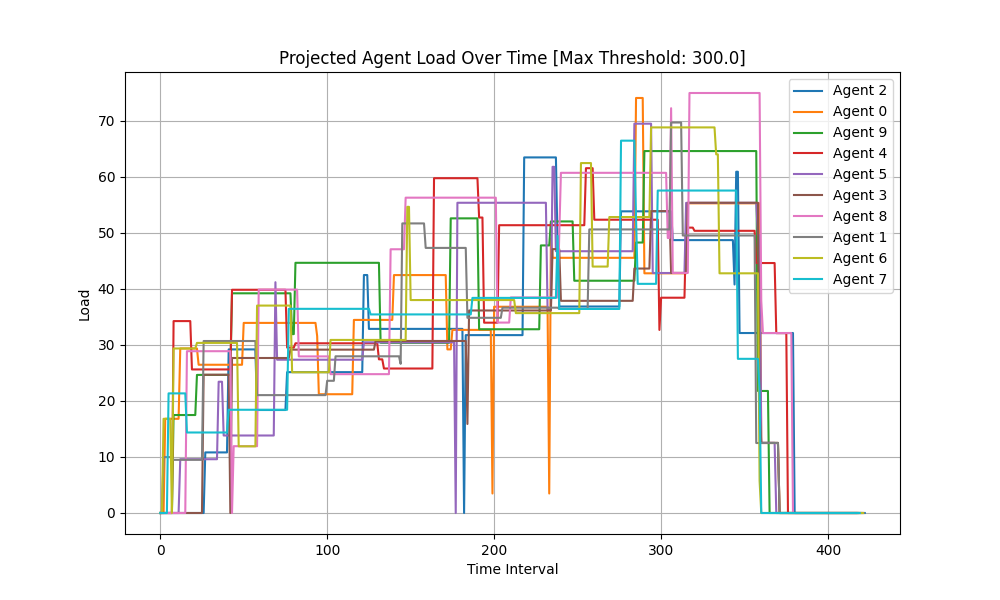 Projected Agent Load Over Time [Max Threshold: 300.0]
Load
70
60
50
40
30
20
10
0
0 100 200 300 400
Time Interval
Agent 2
Agent 0
Agent 9
Agent 4
Agent 5
Agent 3
Agent 8
Agent 1
Agent 6
Agent 7